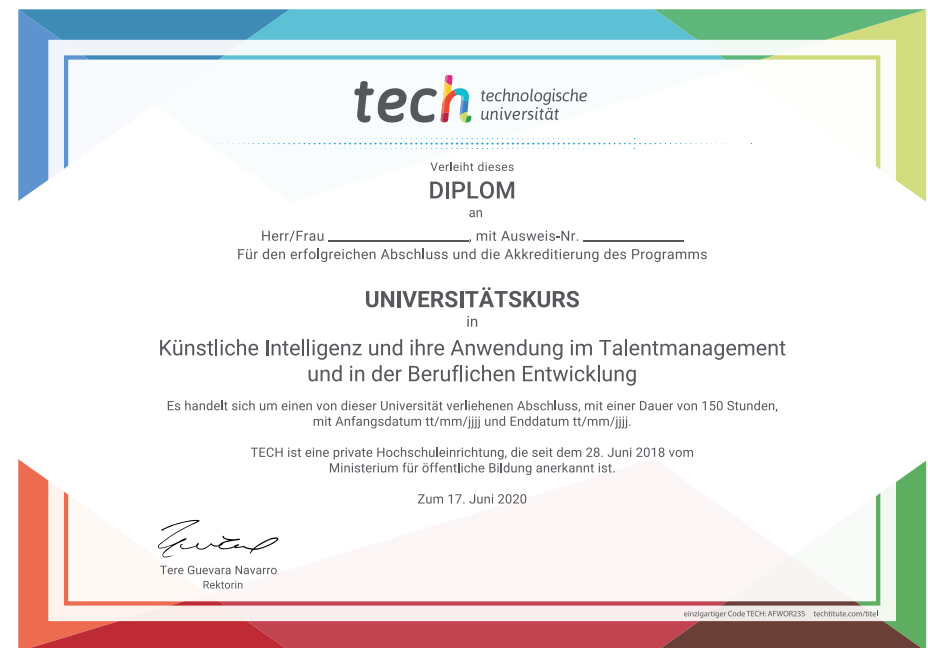 tech technologische
universität
Verleiht dieses
DIPLOM
an
Herr/Frau ____________________, mit Ausweis-Nr. ______________
Für den erfolgreichen Abschluss und die Akkreditierung des Programms
UNIVERSITÄTSKURS
in
Künstliche Intelligenz und ihre Anwendung im Talentmanagement
und in der Beruflichen Entwicklung
Es handelt sich um einen von dieser Universität verliehenen Abschluss, mit einer Dauer von 150 Stunden,
mit Anfangsdatum tt/mm/jjjj und Enddatum tt/mm/jjjj.
TECH ist eine private Hochschuleinrichtung, die seit dem 28. Juni 2018 vom
Ministerium für öffentliche Bildung anerkannt ist.
Zum 17. Juni 2020
Tere Guevara Navarro
Rektorin
einzigartiger Code TECH: AFWOR23S techtitute.com/titel